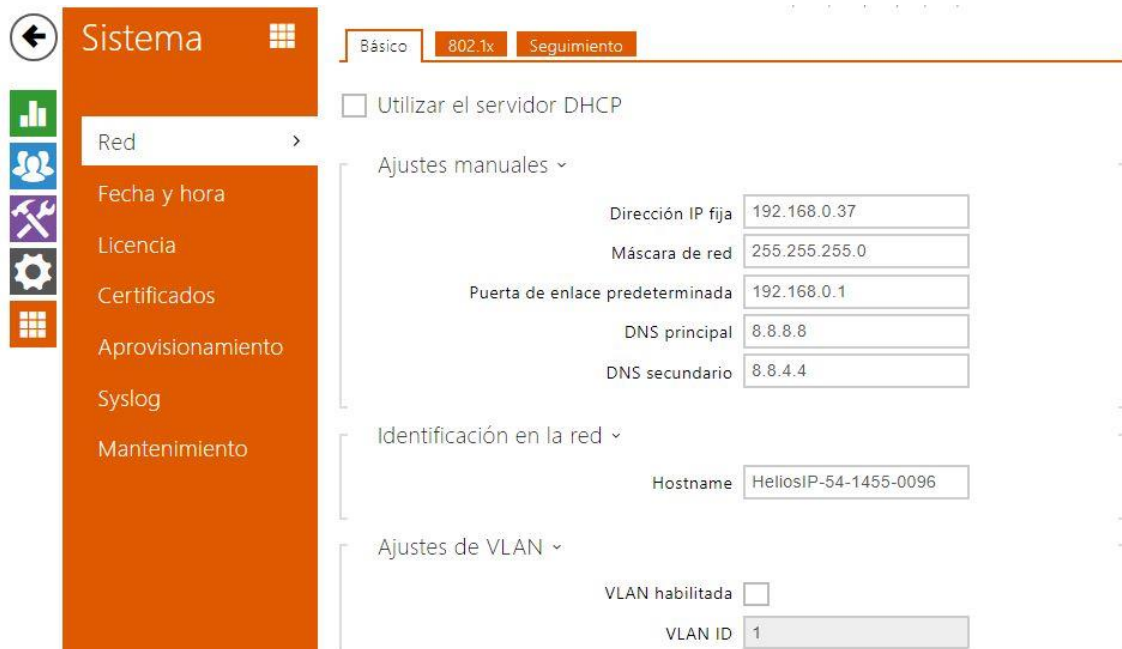 Sistema
Básico
802.1x
Seguimiento
Utilizar el servidor DHCP
Red
Fecha y hora
Licencia
Certificados
Aprovisionamiento
Syslog
Mantenimiento
Ajustes manuales
Dirección IP fija 192.168.0.37
Máscara de red 255.255.255.0
Puerta de enlace predeterminada 192.168.0.1
DNS principal 8.8.8.8
DNS secundario 8.8.4.4
Identificación en la red
Hostname HeliosIP-54-1455-0096
Ajustes de VLAN
VLAN habilitada
VLAN ID 1